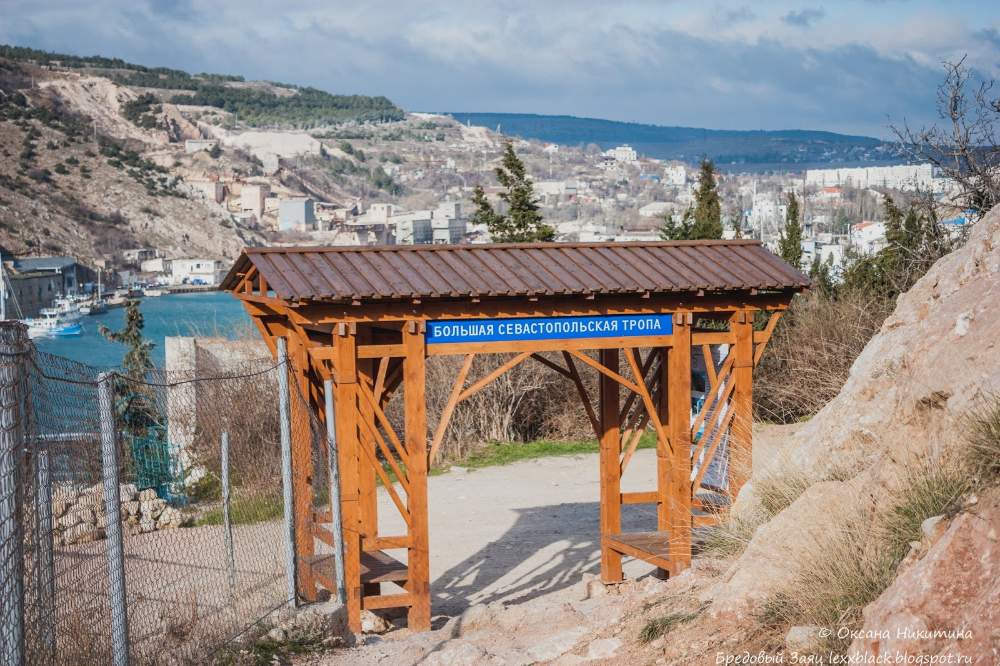 БОЛЬШАЯ СЕВАСТОПОЛЬСКАЯ ТРОПА
© Оксана Никитина
Бредовый Заяц lexxblack.blogspot.ru